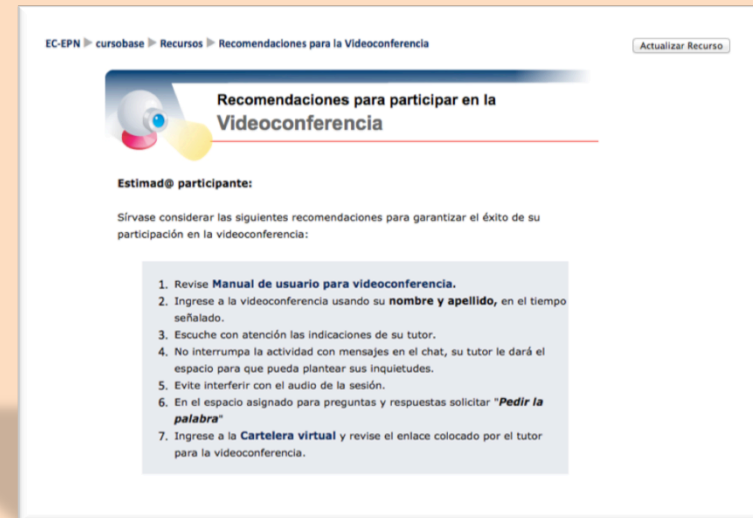 EC-EPN ▶ cursobase ▶ Recursos ▶ Recomendaciones para la Videoconferencia
Actualizar Recurso
Recomendaciones para participar en la
Videoconferencia
Estimad@ participante:
Sírvase considerar las siguientes recomendaciones para garantizar el éxito de su
participación en la videoconferencia:
1. Revise Manual de usuario para videoconferencia.
2. Ingrese a la videoconferencia usando su nombre y apellido, en el tiempo
señalado.
3. Escuche con atención las indicaciones de su tutor.
4. No interrumpa la actividad con mensajes en el chat, su tutor le dará el
espacio para que pueda plantear sus inquietudes.
5. Evite interferir con el audio de la sesión.
6. En el espacio asignado para preguntas y respuestas solicitar "Pedir la
palabra"
7. Ingrese a la Cartelera virtual y revise el enlace colocado por el tutor
para la videoconferencia.